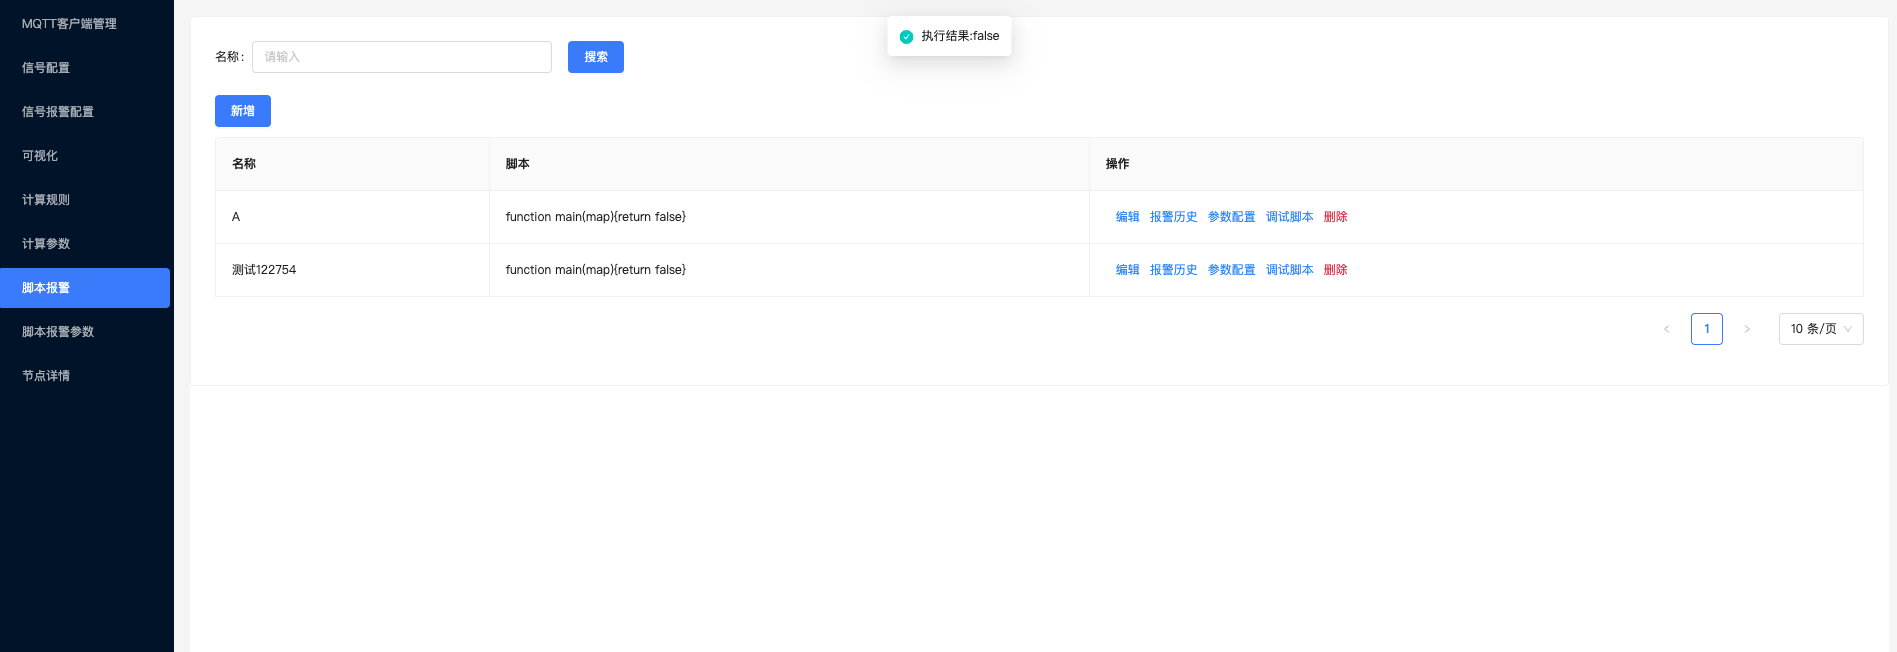 MQTT客户端管理
信号配置
信号报警配置
可视化
计算规则
计算参数
脚本报警
脚本报警参数
节点详情
执行结果:false
名称: 请输入 搜索
新增
名称 脚本 操作
A function main(map){return false} 编辑 报警历史 参数配置 调试脚本 删除
测试122754 function main(map){return false} 编辑 报警历史 参数配置 调试脚本 删除
< 1 > 10 条/页